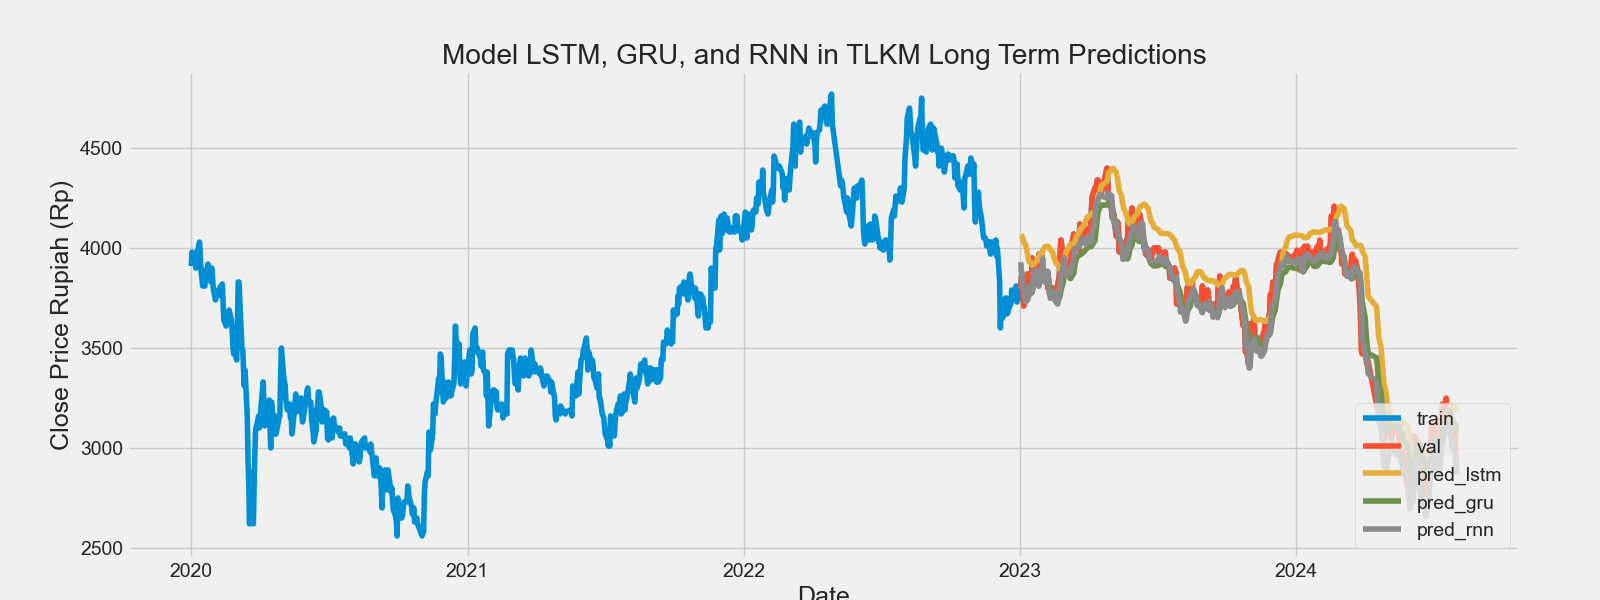 Model LSTM, GRU, and RNN in TLKM Long Term Predictions
Close Price Rupiah (Rp)
4500
4000
3500
3000
2500
2020
2021
2022
2023
2024
Date
train
val
pred_lstm
pred_gru
pred_rnn